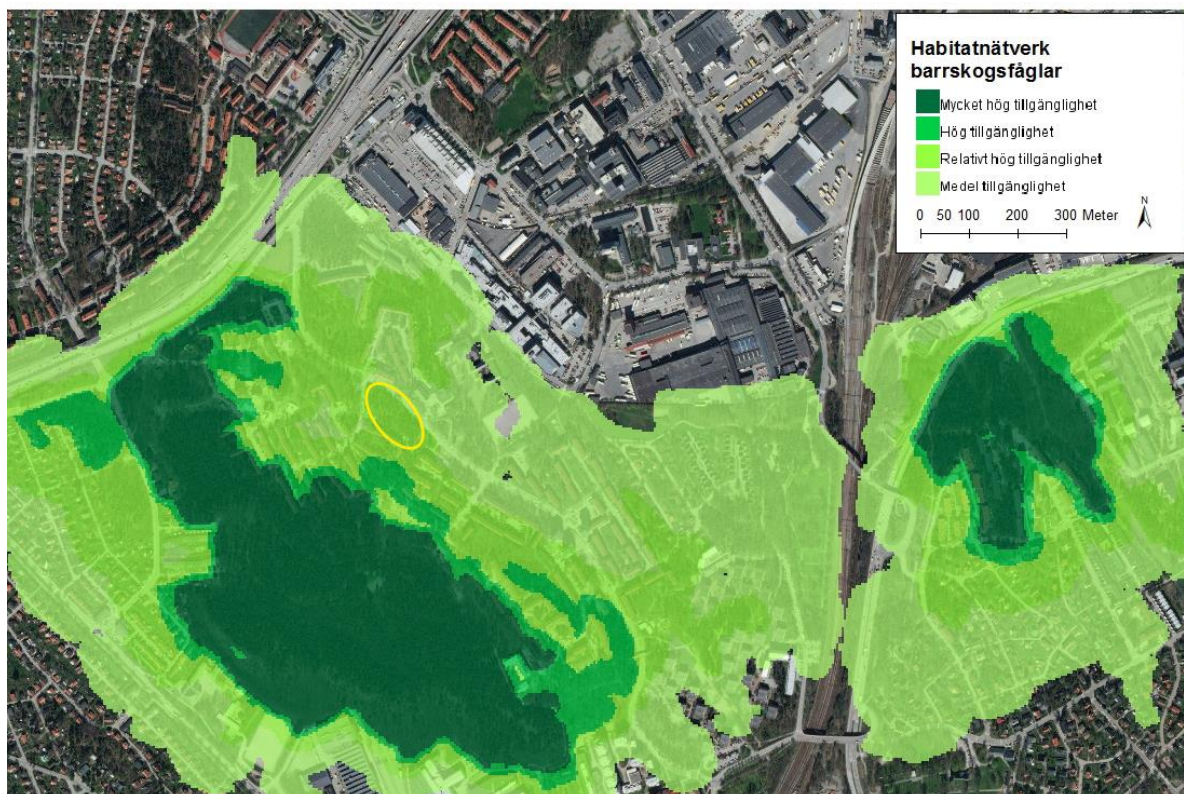 Habitatnätverk
barrskogsfåglar
Mycket hög tillgänglighet
Hög tillgänglighet
Relativt hög tillgänglighet
Medel tillgänglighet
0 50 100 200 300 Meter
N